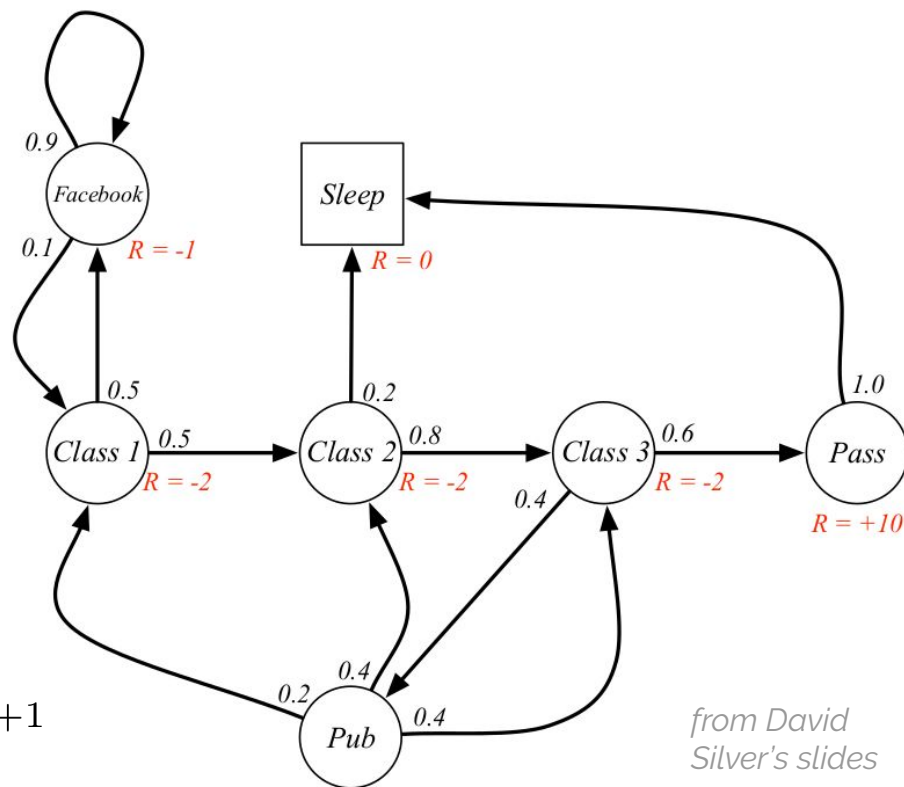 0.9
Facebook
0.1
R = -1
Sleep
R = 0
0.5
Class 1
0.5
R = -2
0.2
Class 2
0.8
R = -2
Class 3
0.6
R = -2
0.4
1.0
Pass
R = +10
0.2
0.4
0.4
Pub
+1
from David
Silver's slides